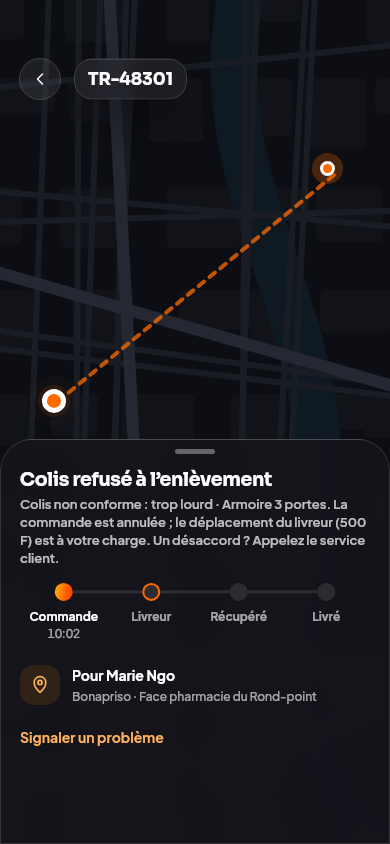 TR-48301
Colis refusé à l’enlèvement
Colis non conforme : trop lourd · Armoire 3 portes. La
commande est annulée ; le déplacement du livreur (500
F) est à votre charge. Un désaccord ? Appelez le service
client.
Commande Livreur Récupéré Livré
10:02
Pour Marie Ngo
Bonapriso · Face pharmacie du Rond-point
Signaler un problème